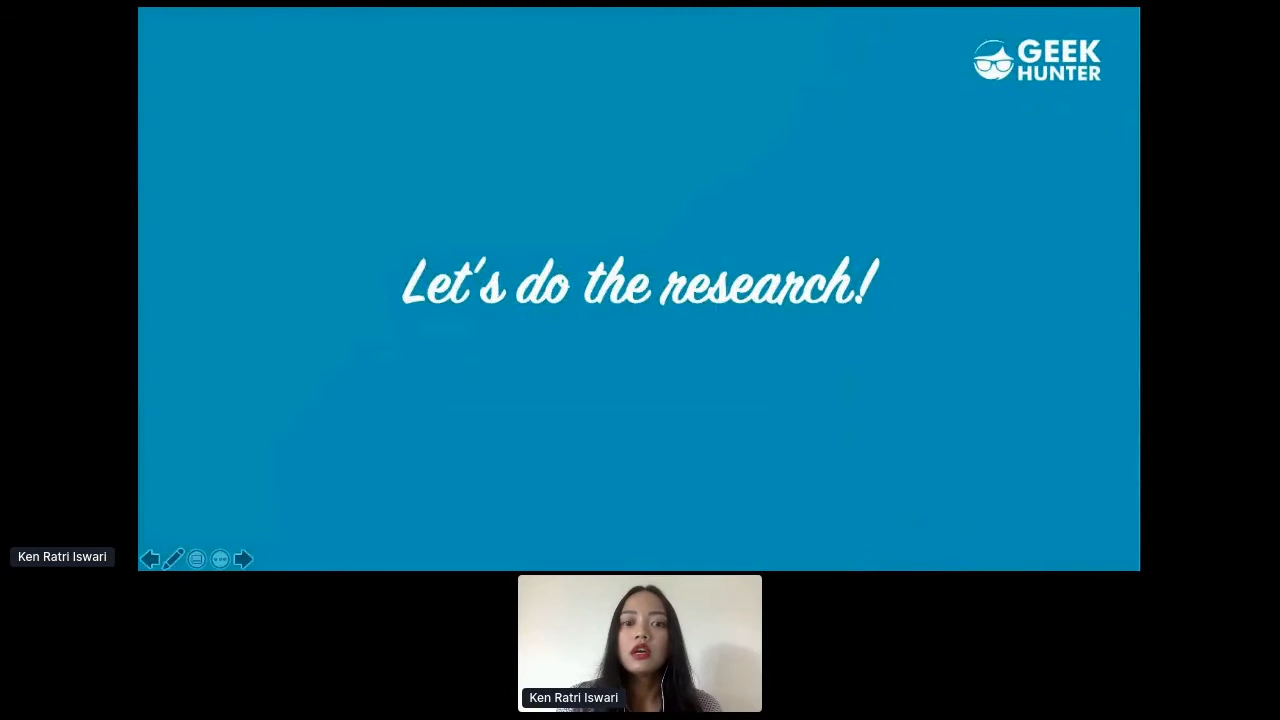 GEEK
HUNTER
Let's do the research!
Ken Ratri Iswari
Ken Ratri Iswari